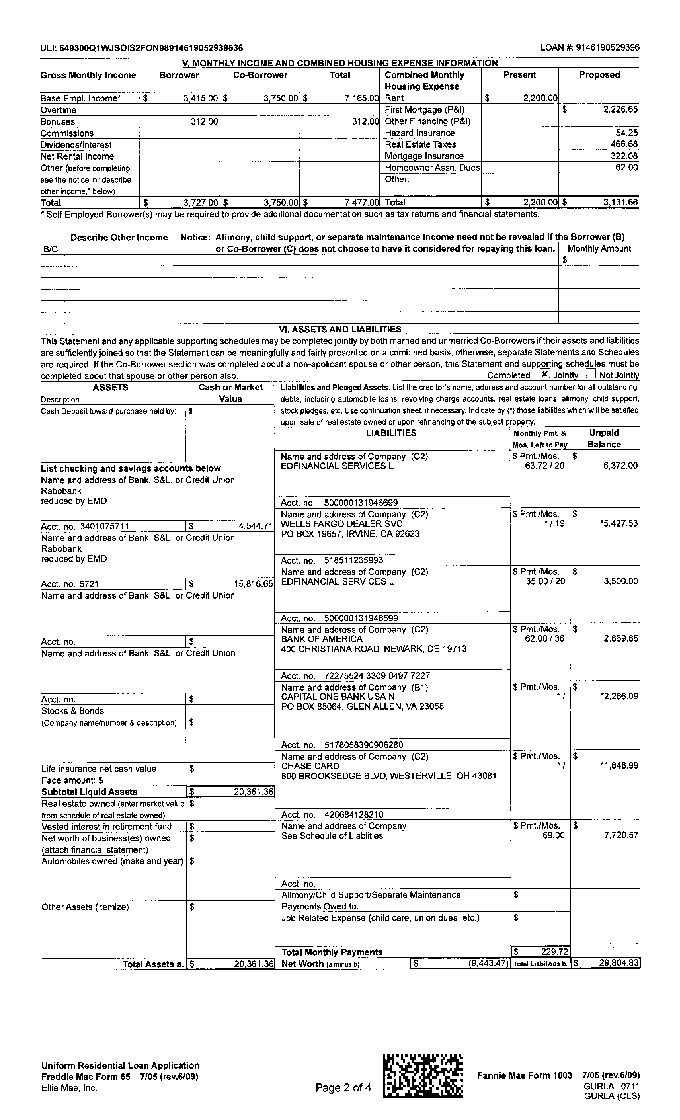 ULI: 549300Q1WJSOIS2FON98914619052939636 LOAN #: 9146190529396
V. MONTHLY INCOME AND COMBINED HOUSING EXPENSE INFORMATION
Gross Monthly Income Borrower Co-Borrower Total Combined Monthly Housing Expense Present Proposed
Base Empl. Income* $ 3,415.00 $ 3,750.00 $ 7,165.00 Rent $ 2,200.00
Overtime First Mortgage (P&I) $ 2,226.65
Bonuses 312.00 312.00 Other Financing (P&I)
Commissions Hazard Insurance 54.25
Dividends/Interest Real Estate Taxes 466.68
Net Rental Income Mortgage Insurance 322.08
Other (before completing Homeowner Assn. Dues 62.00
see the notice in "describe Other:
other income," below)
Total $ 3,727.00 $ 3,750.00 $ 7,477.00 Total $ 2,200.00 $ 3,131.66
* Self Employed Borrower(s) may be required to provide additional documentation such as tax returns and financial statements.
Describe Other Income Notice: Alimony, child support, or separate maintenance income need not be revealed if the Borrower (B)
B/C or Co-Borrower (C) does not choose to have it considered for repaying this loan. Monthly Amount
$
VI. ASSETS AND LIABILITIES
This Statement and any applicable supporting schedules may be completed jointly by both married and unmarried Co-Borrowers if their assets and liabilities
are sufficiently joined so that the Statement can be meaningfully and fairly presented on a combined basis, otherwise, separate Statements and Schedules
are required. If the Co-Borrower section was completed about a non-applicant spouse or other person, this Statement and supporting schedules must be
completed about that spouse or other person also. Completed X Jointly Not Jointly
ASSETS Cash or Market Value
Description
Cash Deposit toward purchase held by: $
List checking and savings accounts below
Name and address of Bank, S&L, or Credit Union
Rabobank
reduced by EMD
Acct. no. 3401075711 $ 4,544.71
Name and address of Bank, S&L, or Credit Union
Rabobank
reduced by EMD
Acct. no. 5721 $ 15,816.65
Name and address of Bank, S&L, or Credit Union
Acct. no. $
Name and address of Bank, S&L, or Credit Union
Acct. no. $
Stocks & Bonds
(Company name/number & description) $
Life insurance net cash value $
Face amount: $
Subtotal Liquid Assets $ 20,361.36
Real estate owned (enter market value $
from schedule of real estate owned)
Vested interest in retirement fund $
Net worth of business(es) owned $
(attach financial statement)
Automobiles owned (make and year) $
Other Assets (itemize) $
Total Assets a. $ 20,361.36
Liabilities and Pledged Assets. List the creditor's name, address and account number for all outstanding
debts, including automobile loans, revolving charge accounts, real estate loans, alimony, child support,
stock pledges, etc. Use continuation sheet, if necessary. Indicate by (*) those liabilities which will be satisfied
upon sale of real estate owned or upon refinancing of the subject property.
LIABILITIES Monthly Pmt. & Mos. Left to Pay Unpaid Balance
Name and address of Company (C2) $ Pmt./Mos. $
EDFINANCIAL SERVICES L 63.72 / 20 6,372.00
Acct. no. 500000131948699
Name and address of Company (C2) $ Pmt./Mos. $
WELLS FARGO DEALER SVC * / 19 *5,427.53
PO BOX 19657, IRVINE, CA 92623
Acct. no. 518511235993
Name and address of Company (C2) $ Pmt./Mos. $
EDFINANCIAL SERVICES L 35.00 / 20 3,500.00
Acct. no. 500000131948599
Name and address of Company (C2) $ Pmt./Mos. $
BANK OF AMERICA 62.00 / 36 2,659.65
400 CHRISTIANA ROAD, NEWARK, DE 19713
Acct. no. 72275524 3309 0497 7227
Name and address of Company (B1) $ Pmt./Mos. $
CAPITAL ONE BANK USA N * / *2,266.09
PO BOX 85064, GLEN ALLEN, VA 23058
Acct. no. 5178058390906280
Name and address of Company (C2) $ Pmt./Mos. $
CHASE CARD * / *1,848.99
800 BROOKSEDGE BLVD, WESTERVILLE, OH 43081
Acct. no. 426684128210
Name and address of Company $ Pmt./Mos. $
See Schedule of Liabilities 69.00 7,720.57
Acct. no.
Alimony/Child Support/Separate Maintenance $
Payments Owed to:
Job Related Expense (child care, union dues, etc.) $
Total Monthly Payments $ 229.72
Net Worth (a minus b) $ (9,443.47) Total Liabilities b. $ 29,804.83
Uniform Residential Loan Application
Freddie Mac Form 65 7/05 (rev.6/09)
Ellie Mae, Inc.
Page 2 of 4
Fannie Mae Form 1003 7/05 (rev.6/09)
GURLA 0711
GURLA (CLS)